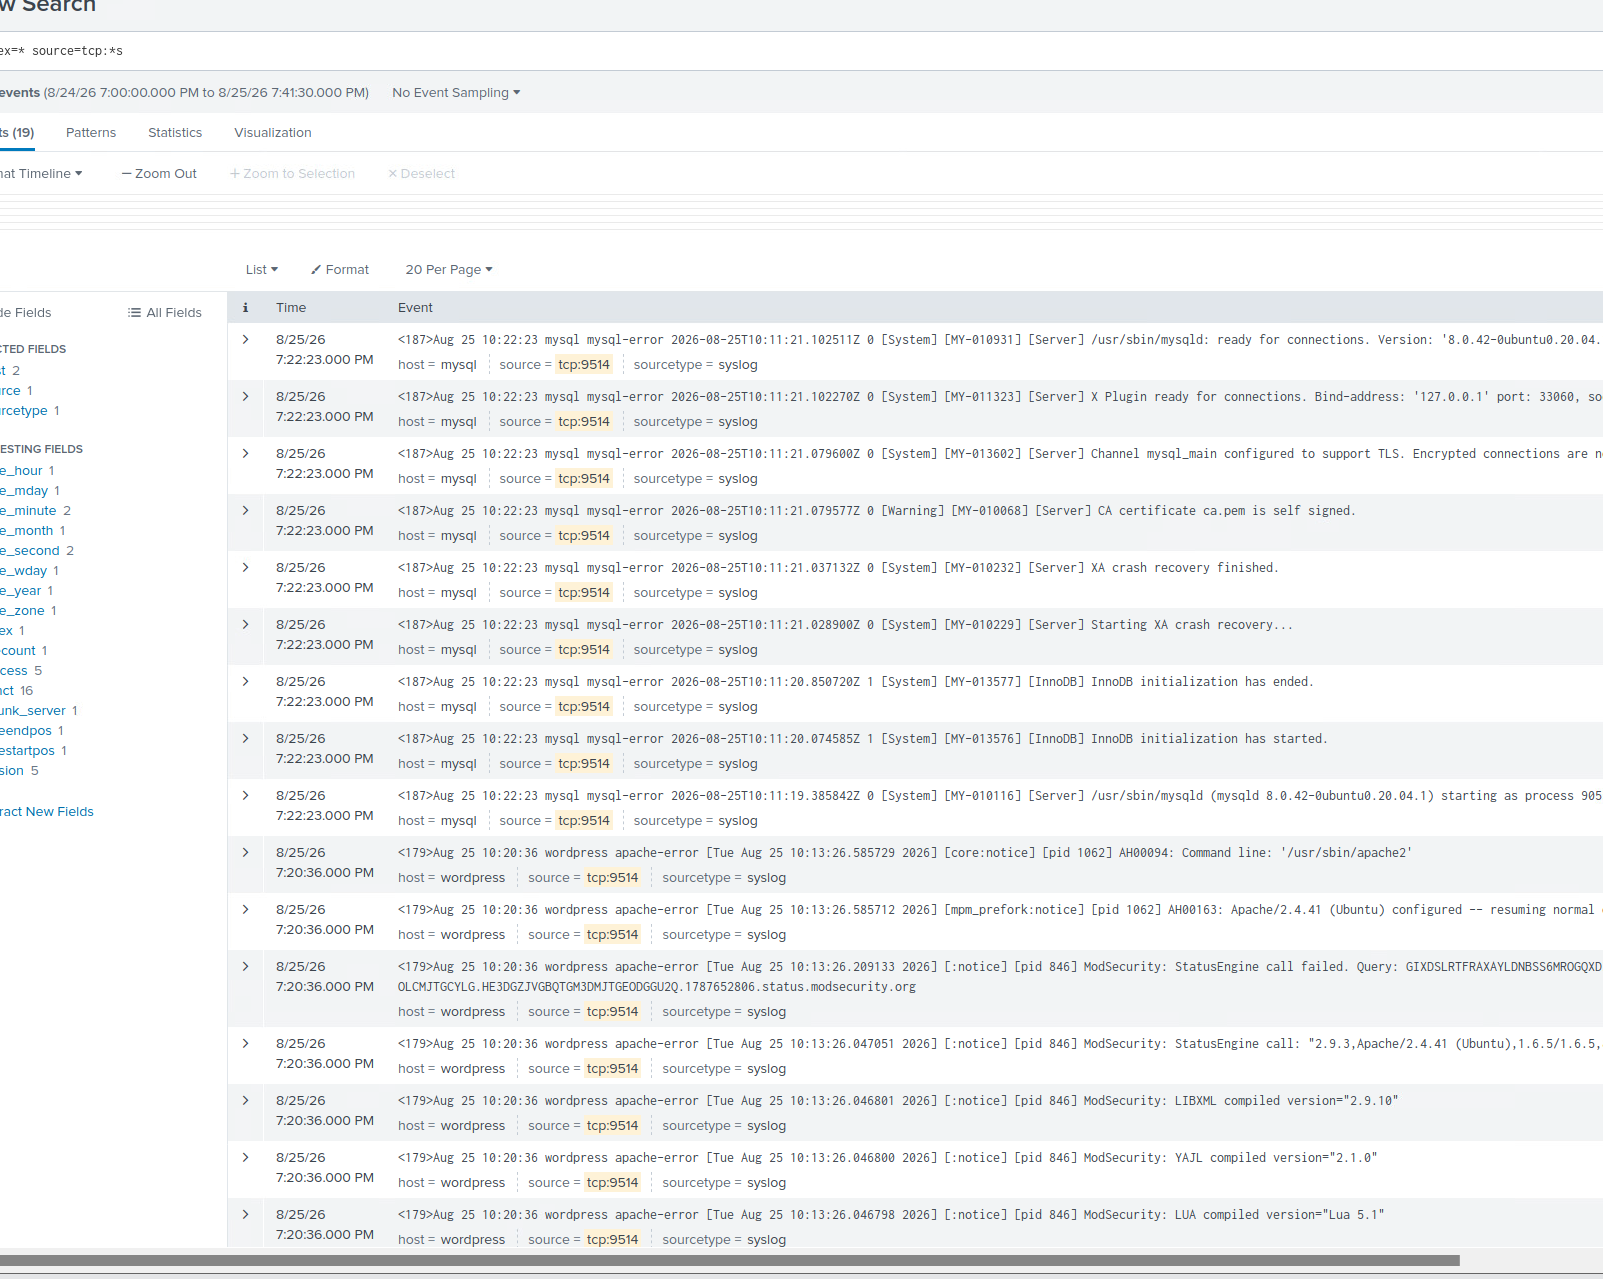 w Search
ex=* source=tcp:*s
events (8/24/26 7:00:00.000 PM to 8/25/26 7:41:30.000 PM) No Event Sampling
ts (19) Patterns Statistics Visualization
nat Timeline — Zoom Out + Zoom to Selection × Deselect
List Format 20 Per Page
de Fields All Fields
i Time Event
CTED FIELDS
st 2
rce 1
rcetype 1
ESTING FIELDS
e_hour 1
e_mday 1
e_minute 2
e_month 1
e_second 2
e_wday 1
e_year 1
e_zone 1
ex 1
count 1
cess 5
nct 16
unk_server 1
eendpos 1
estartpos 1
sion 5
ract New Fields
8/25/26 7:22:23.000 PM
<187>Aug 25 10:22:23 mysql mysql-error 2026-08-25T10:11:21.102511Z 0 [System] [MY-010931] [Server] /usr/sbin/mysqld: ready for connections. Version: '8.0.42-0ubuntu0.20.04.
host = mysql source = tcp:9514 sourcetype = syslog
8/25/26 7:22:23.000 PM
<187>Aug 25 10:22:23 mysql mysql-error 2026-08-25T10:11:21.102270Z 0 [System] [MY-011323] [Server] X Plugin ready for connections. Bind-address: '127.0.0.1' port: 33060, so
host = mysql source = tcp:9514 sourcetype = syslog
8/25/26 7:22:23.000 PM
<187>Aug 25 10:22:23 mysql mysql-error 2026-08-25T10:11:21.079600Z 0 [System] [MY-013602] [Server] Channel mysql_main configured to support TLS. Encrypted connections are n
host = mysql source = tcp:9514 sourcetype = syslog
8/25/26 7:22:23.000 PM
<187>Aug 25 10:22:23 mysql mysql-error 2026-08-25T10:11:21.079577Z 0 [Warning] [MY-010068] [Server] CA certificate ca.pem is self signed.
host = mysql source = tcp:9514 sourcetype = syslog
8/25/26 7:22:23.000 PM
<187>Aug 25 10:22:23 mysql mysql-error 2026-08-25T10:11:21.037132Z 0 [System] [MY-010232] [Server] XA crash recovery finished.
host = mysql source = tcp:9514 sourcetype = syslog
8/25/26 7:22:23.000 PM
<187>Aug 25 10:22:23 mysql mysql-error 2026-08-25T10:11:21.028900Z 0 [System] [MY-010229] [Server] Starting XA crash recovery...
host = mysql source = tcp:9514 sourcetype = syslog
8/25/26 7:22:23.000 PM
<187>Aug 25 10:22:23 mysql mysql-error 2026-08-25T10:11:20.850720Z 1 [System] [MY-013577] [InnoDB] InnoDB initialization has ended.
host = mysql source = tcp:9514 sourcetype = syslog
8/25/26 7:22:23.000 PM
<187>Aug 25 10:22:23 mysql mysql-error 2026-08-25T10:11:20.074585Z 1 [System] [MY-013576] [InnoDB] InnoDB initialization has started.
host = mysql source = tcp:9514 sourcetype = syslog
8/25/26 7:22:23.000 PM
<187>Aug 25 10:22:23 mysql mysql-error 2026-08-25T10:11:19.385842Z 0 [System] [MY-010116] [Server] /usr/sbin/mysqld (mysqld 8.0.42-0ubuntu0.20.04.1) starting as process 905
host = mysql source = tcp:9514 sourcetype = syslog
8/25/26 7:20:36.000 PM
<179>Aug 25 10:20:36 wordpress apache-error [Tue Aug 25 10:13:26.585729 2026] [core:notice] [pid 1062] AH00094: Command line: '/usr/sbin/apache2'
host = wordpress source = tcp:9514 sourcetype = syslog
8/25/26 7:20:36.000 PM
<179>Aug 25 10:20:36 wordpress apache-error [Tue Aug 25 10:13:26.585712 2026] [mpm_prefork:notice] [pid 1062] AH00163: Apache/2.4.41 (Ubuntu) configured -- resuming normal
host = wordpress source = tcp:9514 sourcetype = syslog
8/25/26 7:20:36.000 PM
<179>Aug 25 10:20:36 wordpress apache-error [Tue Aug 25 10:13:26.209133 2026] [:notice] [pid 846] ModSecurity: StatusEngine call failed. Query: GIXDSLRTFRAXAYLDNBSS6MROGQXD
OLCMJTGCYLG.HE3DGZJVGBQTGM3DMJTGEODGGU2Q.1787652806.status.modsecurity.org
host = wordpress source = tcp:9514 sourcetype = syslog
8/25/26 7:20:36.000 PM
<179>Aug 25 10:20:36 wordpress apache-error [Tue Aug 25 10:13:26.047051 2026] [:notice] [pid 846] ModSecurity: StatusEngine call: "2.9.3,Apache/2.4.41 (Ubuntu),1.6.5/1.6.5,
host = wordpress source = tcp:9514 sourcetype = syslog
8/25/26 7:20:36.000 PM
<179>Aug 25 10:20:36 wordpress apache-error [Tue Aug 25 10:13:26.046801 2026] [:notice] [pid 846] ModSecurity: LIBXML compiled version="2.9.10"
host = wordpress source = tcp:9514 sourcetype = syslog
8/25/26 7:20:36.000 PM
<179>Aug 25 10:20:36 wordpress apache-error [Tue Aug 25 10:13:26.046800 2026] [:notice] [pid 846] ModSecurity: YAJL compiled version="2.1.0"
host = wordpress source = tcp:9514 sourcetype = syslog
8/25/26 7:20:36.000 PM
<179>Aug 25 10:20:36 wordpress apache-error [Tue Aug 25 10:13:26.046798 2026] [:notice] [pid 846] ModSecurity: LUA compiled version="Lua 5.1"
host = wordpress source = tcp:9514 sourcetype = syslog